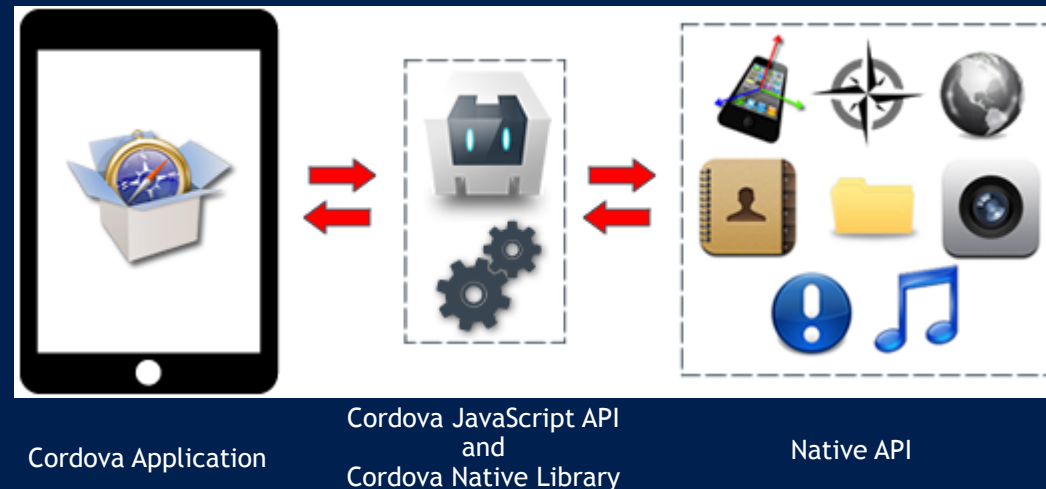 Cordova Application
Cordova JavaScript API
and
Cordova Native Library
Native API